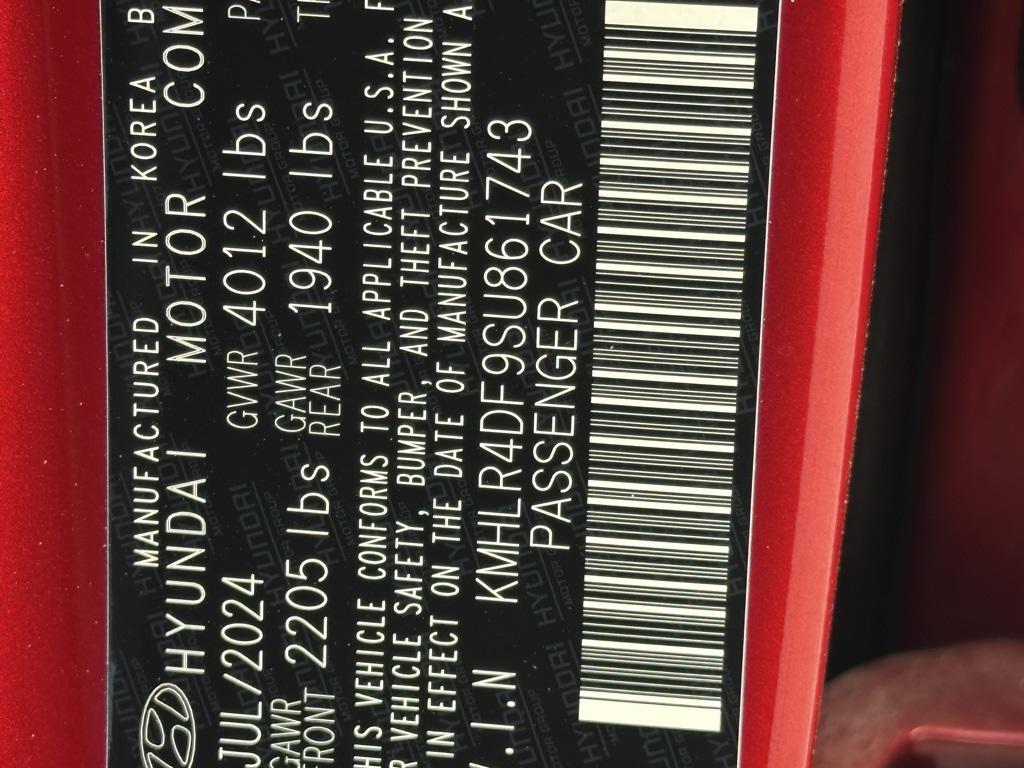 MANUFACTURED IN KOREA B
HYUNDAI MOTOR COM
JUL/2024 GVWR 4012 lbs
GAWR FRONT 2205 lbs GAWR REAR 1940 lbs
HIS VEHICLE CONFORMS TO ALL APPLICABLE U.S.A. F
R VEHICLE SAFETY, BUMPER, AND THEFT PREVENTION
IN EFFECT ON THE DATE OF MANUFACTURE SHOWN A
V.I.N KMHLR4DF9SU861743
PASSENGER CAR